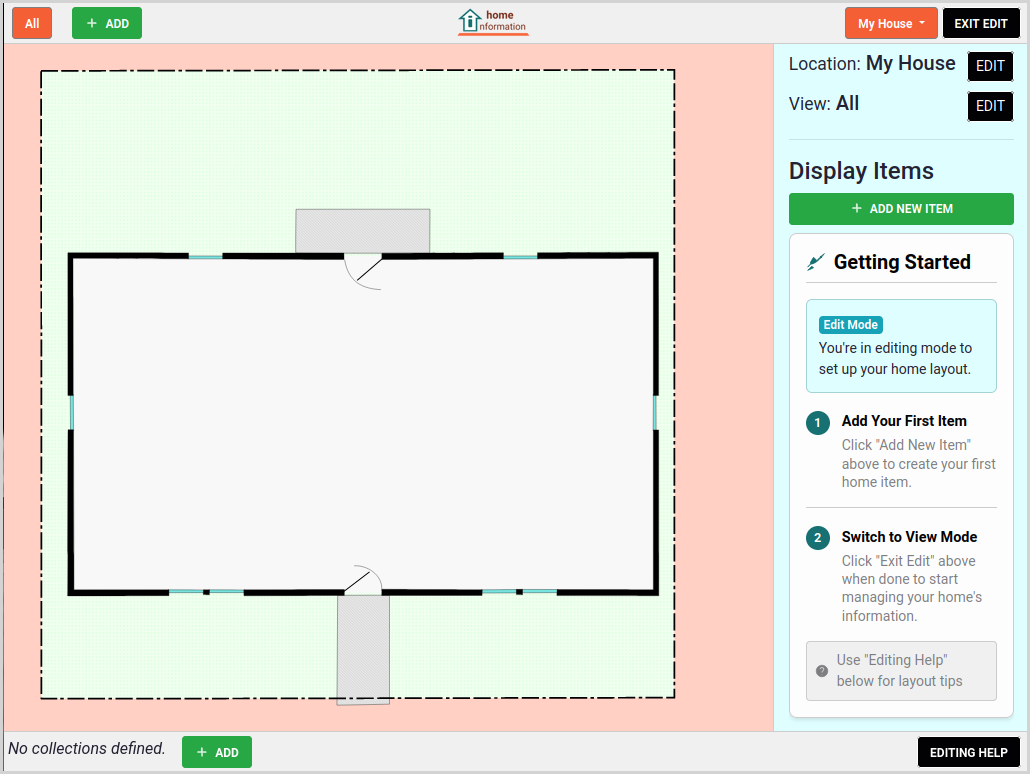 All
+ ADD
home
information
My House
EXIT EDIT
Location: My House
EDIT
View: All
EDIT
Display Items
+ ADD NEW ITEM
Getting Started
Edit Mode
You're in editing mode to
set up your home layout.
1
Add Your First Item
Click "Add New Item"
above to create your first
home item.
2
Switch to View Mode
Click "Exit Edit" above
when done to start
managing your home's
information.
? Use "Editing Help"
below for layout tips
No collections defined.
+ ADD
EDITING HELP